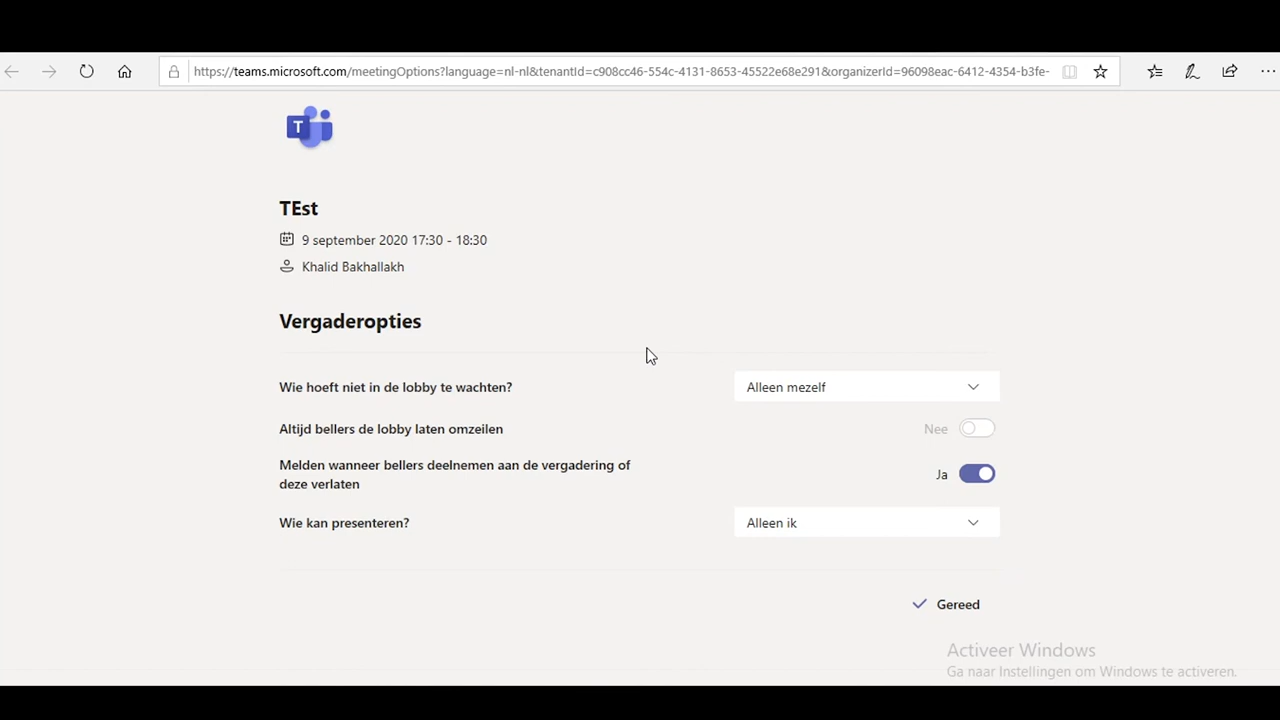 https://teams.microsoft.com/meetingOptions?language=nl-nl&tenantId=c908cc46-554c-4131-8653-45522e68e291&organizerId=96098eac-6412-4354-b3fe-
T
TEst
9 september 2020 17:30 - 18:30
Khalid Bakhallakh
Vergaderopties
Wie hoeft niet in de lobby te wachten? Alleen mezelf
Altijd bellers de lobby laten omzeilen Nee
Melden wanneer bellers deelnemen aan de vergadering of
deze verlaten Ja
Wie kan presenteren? Alleen ik
Gereed
Activeer Windows
Ga naar Instellingen om Windows te activeren.